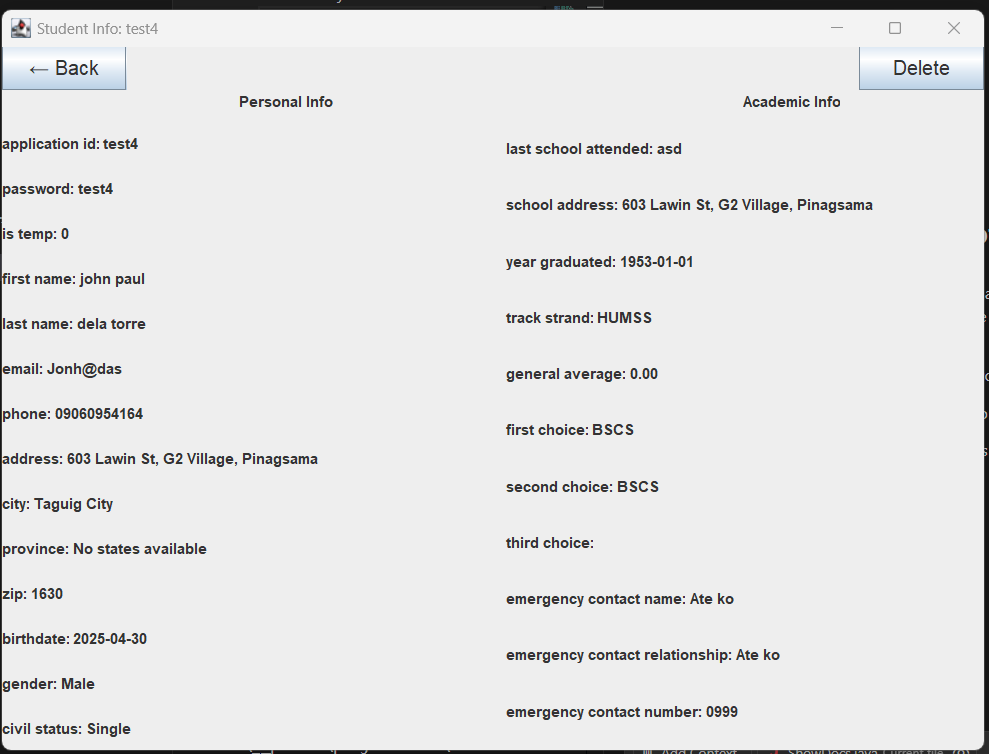 Student Info: test4
← Back
Delete
Personal Info
application id: test4
password: test4
is temp: 0
first name: john paul
last name: dela torre
email: Jonh@das
phone: 09060954164
address: 603 Lawin St, G2 Village, Pinagsama
city: Taguig City
province: No states available
zip: 1630
birthdate: 2025-04-30
gender: Male
civil status: Single
Academic Info
last school attended: asd
school address: 603 Lawin St, G2 Village, Pinagsama
year graduated: 1953-01-01
track strand: HUMSS
general average: 0.00
first choice: BSCS
second choice: BSCS
third choice:
emergency contact name: Ate ko
emergency contact relationship: Ate ko
emergency contact number: 0999